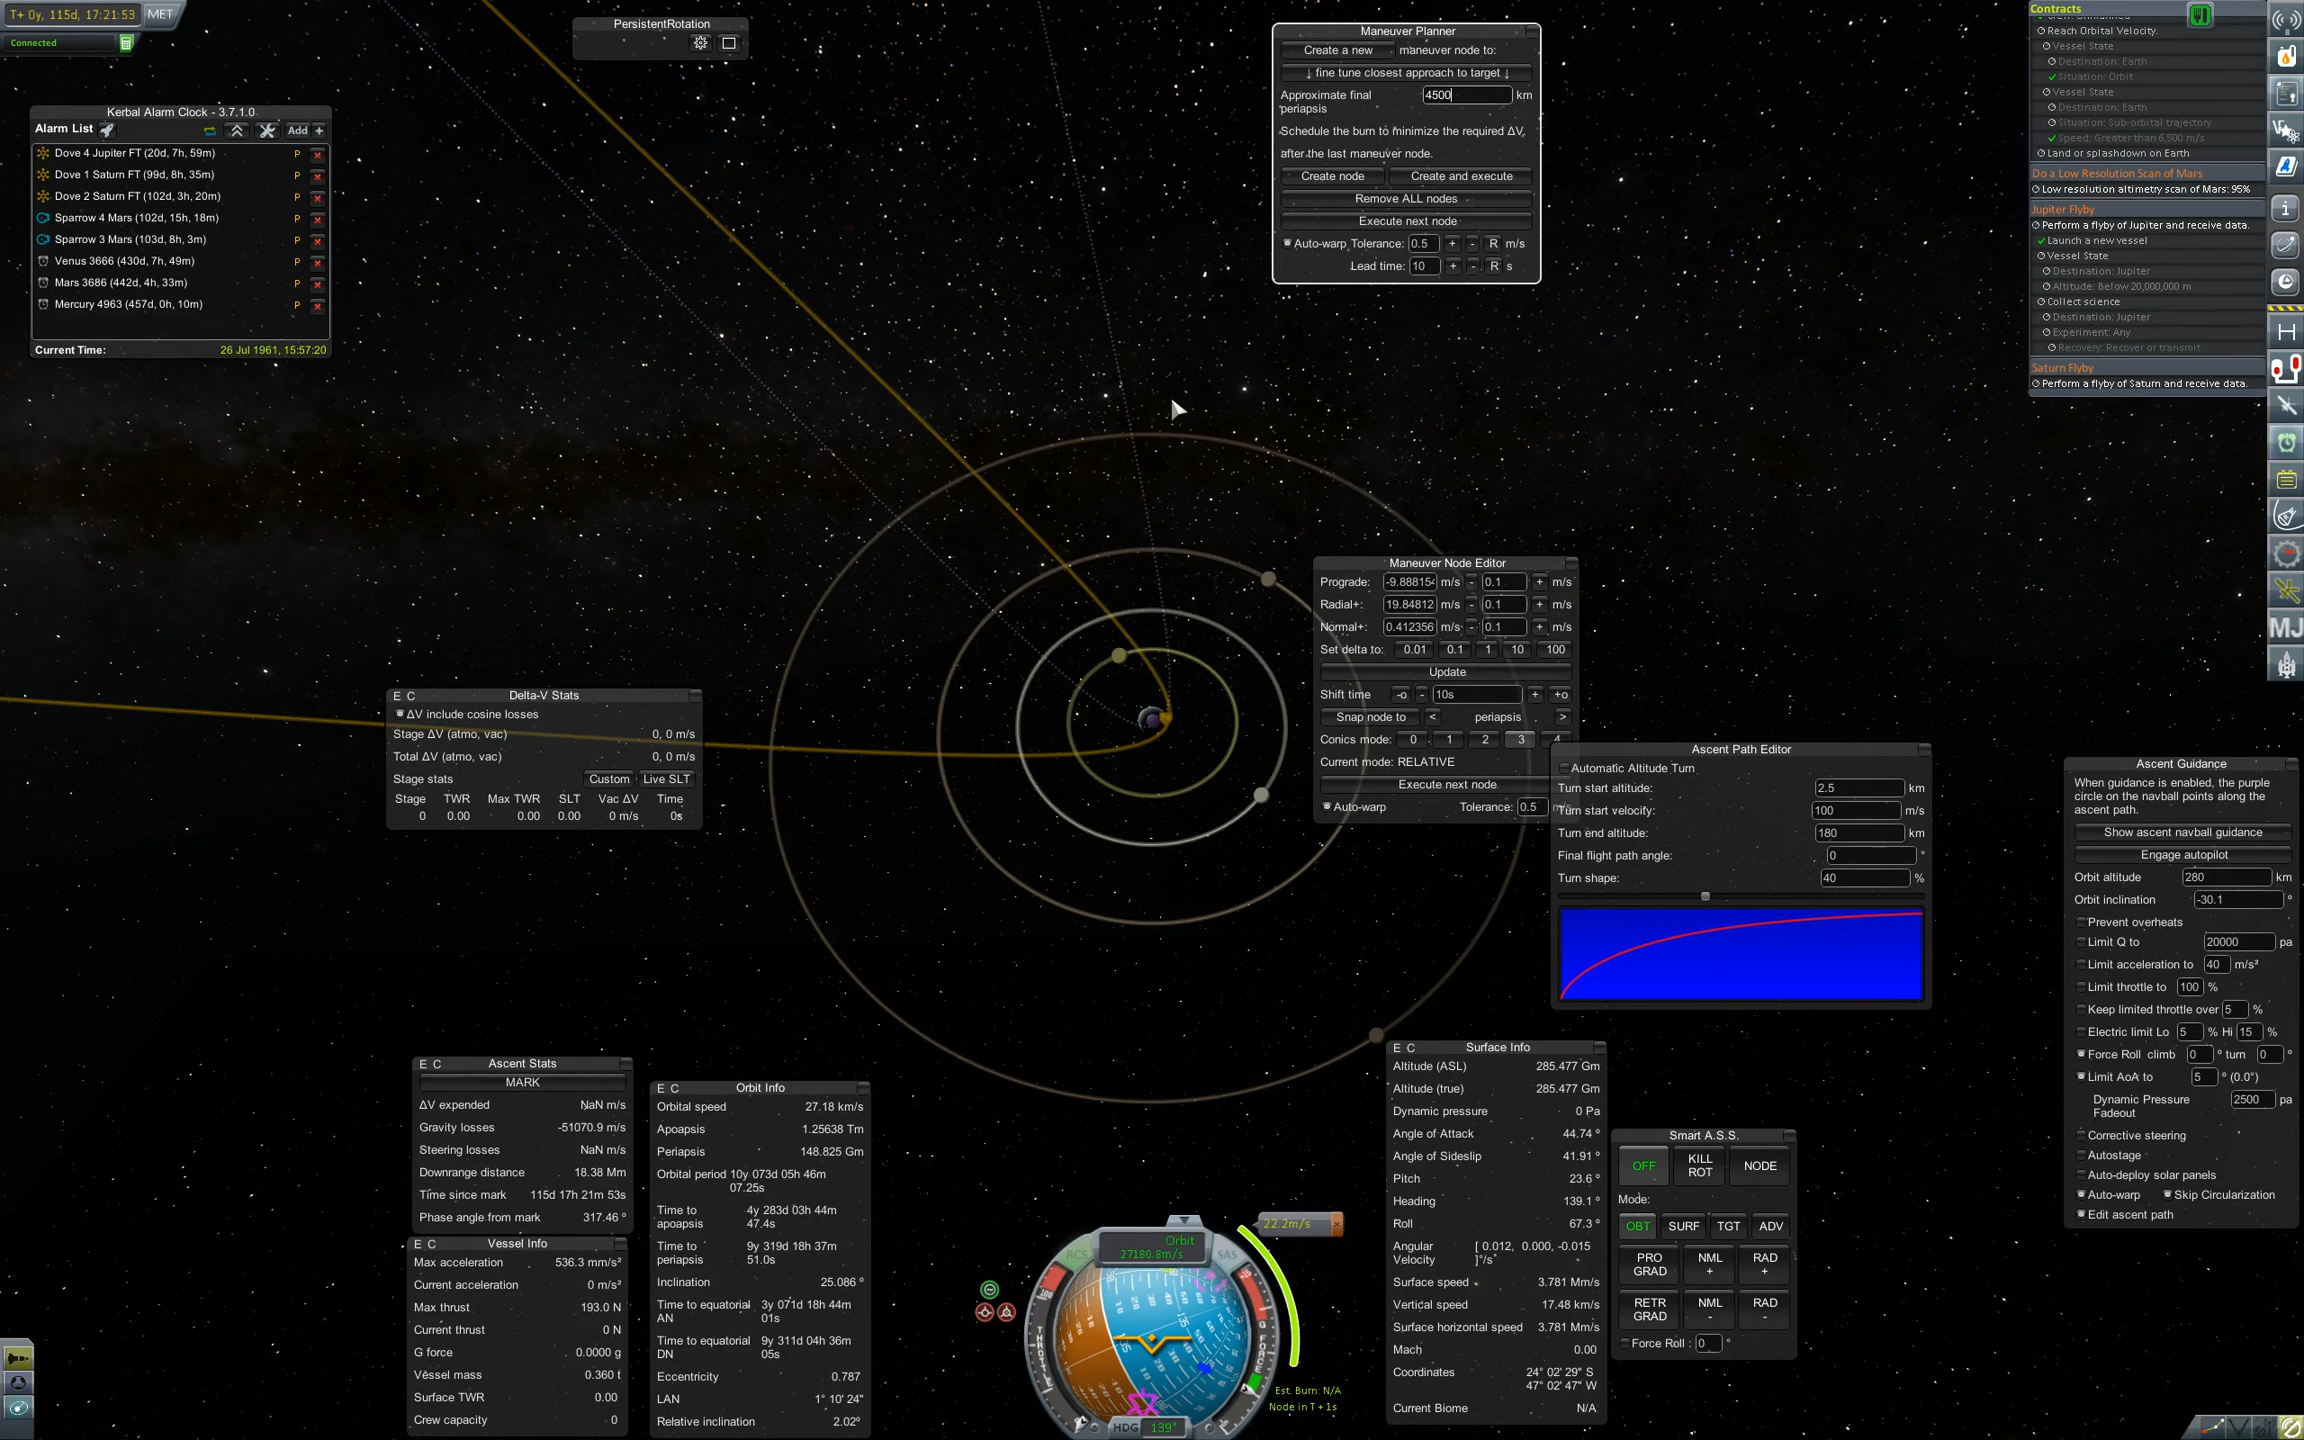 T+ 0y, 115d, 17:21:53 MET
Connected
PersistentRotation
Kerbal Alarm Clock - 3.7.1.0
Alarm List Add +
Dove 4 Jupiter FT (20d, 7h, 59m) P
Dove 1 Saturn FT (99d, 8h, 35m) P
Dove 2 Saturn FT (102d, 3h, 20m) P
Sparrow 4 Mars (102d, 15h, 18m) P
Sparrow 3 Mars (103d, 8h, 3m) P
Venus 3666 (430d, 7h, 49m) P
Mars 3686 (442d, 4h, 33m) P
Mercury 4963 (457d, 0h, 10m) P
Current Time: 26 Jul 1961, 15:57:20
Maneuver Planner
Create a new maneuver node to:
↓ fine tune closest approach to target ↓
Approximate final periapsis 4500 km
Schedule the burn to minimize the required ΔV,
after the last maneuver node.
Create node Create and execute
Remove ALL nodes
Execute next node
Auto-warp Tolerance: 0.5 + - R m/s
Lead time: 10 + - R s
Contracts
Reach Orbital Velocity.
Vessel State
Destination: Earth
Situation: Orbit
Vessel State
Destination: Earth
Situation: Sub-orbital trajectory
Speed: Greater than 6,500 m/s
Land or splashdown on Earth
Do a Low Resolution Scan of Mars
Low resolution altimetry scan of Mars: 95%
Jupiter Flyby
Perform a flyby of Jupiter and receive data.
Launch a new vessel
Vessel State
Destination: Jupiter
Altitude: Below 20,000,000 m
Collect science
Destination: Jupiter
Experiment: Any
Recovery: Recover or transmit
Saturn Flyby
Perform a flyby of Saturn and receive data.
MJ
Maneuver Node Editor
Prograde: -9.888154 m/s - 0.1 + m/s
Radial+: 19.84812 m/s - 0.1 + m/s
Normal+: 0.412356 m/s - 0.1 + m/s
Set delta to: 0.01 0.1 1 10 100
Update
Shift time -o - 10s + +o
Snap node to < periapsis >
Conics mode: 0 1 2 3 4
Current mode: RELATIVE
Execute next node
Auto-warp Tolerance: 0.5
E C Delta-V Stats
ΔV include cosine losses
Stage ΔV (atmo, vac) 0, 0 m/s
Total ΔV (atmo, vac) 0, 0 m/s
Stage stats Custom Live SLT
Stage TWR Max TWR SLT Vac ΔV Time
0 0.00 0.00 0.00 0 m/s 0s
Ascent Path Editor
Automatic Altitude Turn
Turn start altitude: 2.5 km
Turn start velocity: 100 m/s
Turn end altitude: 180 km
Final flight path angle: 0 °
Turn shape: 40 %
Ascent Guidance
When guidance is enabled, the purple
circle on the navball points along the
ascent path.
Show ascent navball guidance
Engage autopilot
Orbit altitude 280 km
Orbit inclination -30.1 °
Prevent overheats
Limit Q to 20000 pa
Limit acceleration to 40 m/s²
Limit throttle to 100 %
Keep limited throttle over 5 %
Electric limit Lo 5 % Hi 15 %
Force Roll climb 0 ° turn 0 °
Limit AoA to 5 ° (0.0°)
Dynamic Pressure Fadeout 2500 pa
Corrective steering
Autostage
Auto-deploy solar panels
Auto-warp Skip Circularization
Edit ascent path
E C Ascent Stats
MARK
ΔV expended NaN m/s
Gravity losses -51070.9 m/s
Steering losses NaN m/s
Downrange distance 18.38 Mm
Time since mark 115d 17h 21m 53s
Phase angle from mark 317.46 °
E C Vessel Info
Max acceleration 536.3 mm/s²
Current acceleration 0 m/s²
Max thrust 193.0 N
Current thrust 0 N
G force 0.0000 g
Vessel mass 0.360 t
Surface TWR 0.00
Crew capacity 0
E C Orbit Info
Orbital speed 27.18 km/s
Apoapsis 1.25638 Tm
Periapsis 148.825 Gm
Orbital period 10y 073d 05h 46m
07.25s
Time to apoapsis 4y 283d 03h 44m 47.4s
Time to periapsis 9y 319d 18h 37m 51.0s
Inclination 25.086 °
Time to equatorial AN 3y 071d 18h 44m 01s
Time to equatorial DN 9y 311d 04h 36m 05s
Eccentricity 0.787
LAN 1° 10' 24"
Relative inclination 2.02°
RCS Orbit SAS
27180.8m/s
22.2m/s
HDG 139°
Est. Burn: N/A
Node in T + 1s
E C Surface Info
Altitude (ASL) 285.477 Gm
Altitude (true) 285.477 Gm
Dynamic pressure 0 Pa
Angle of Attack 44.74 °
Angle of Sideslip 41.91 °
Pitch 23.6 °
Heading 139.1 °
Roll 67.3 °
Angular Velocity [ 0.012, 0.000, -0.015 ]°/s
Surface speed 3.781 Mm/s
Vertical speed 17.48 km/s
Surface horizontal speed 3.781 Mm/s
Mach 0.00
Coordinates 24° 02' 29" S
47° 02' 47" W
Current Biome N/A
Smart A.S.S.
OFF KILL ROT NODE
Mode:
OBT SURF TGT ADV
PRO GRAD NML + RAD +
RETR GRAD NML - RAD -
Force Roll : 0 °